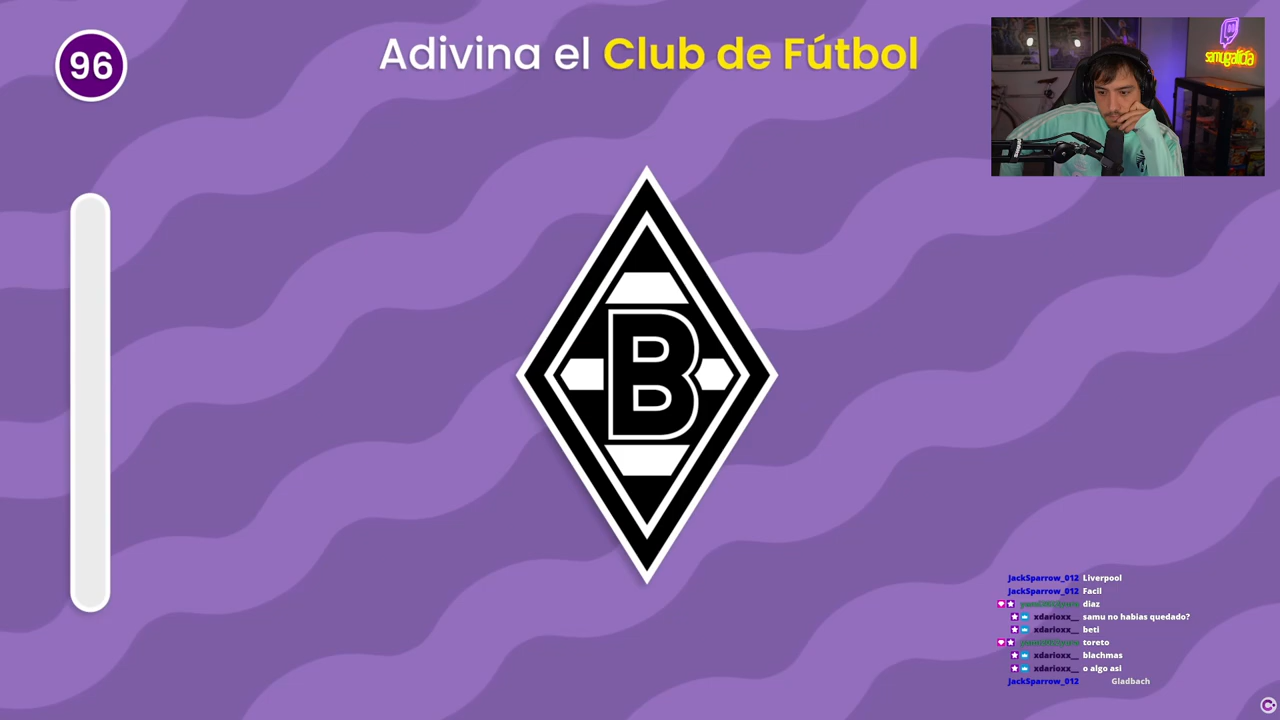 96
Adivina el Club de Fútbol
samugalida
B
JackSparrow_012 Liverpool
JackSparrow_012 Facil
diaz
xdarioxx__ samu no habias quedado?
xdarioxx__ beti
toreto
xdarioxx__ blachmas
xdarioxx__ o algo asi
JackSparrow_012 Gladbach